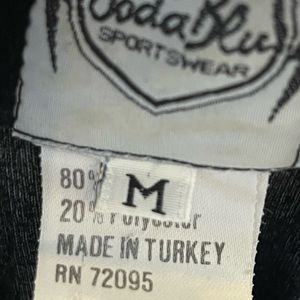 Soda Blu
SPORTSWEAR
80%
M
20% Polyester
MADE IN TURKEY
RN 72095